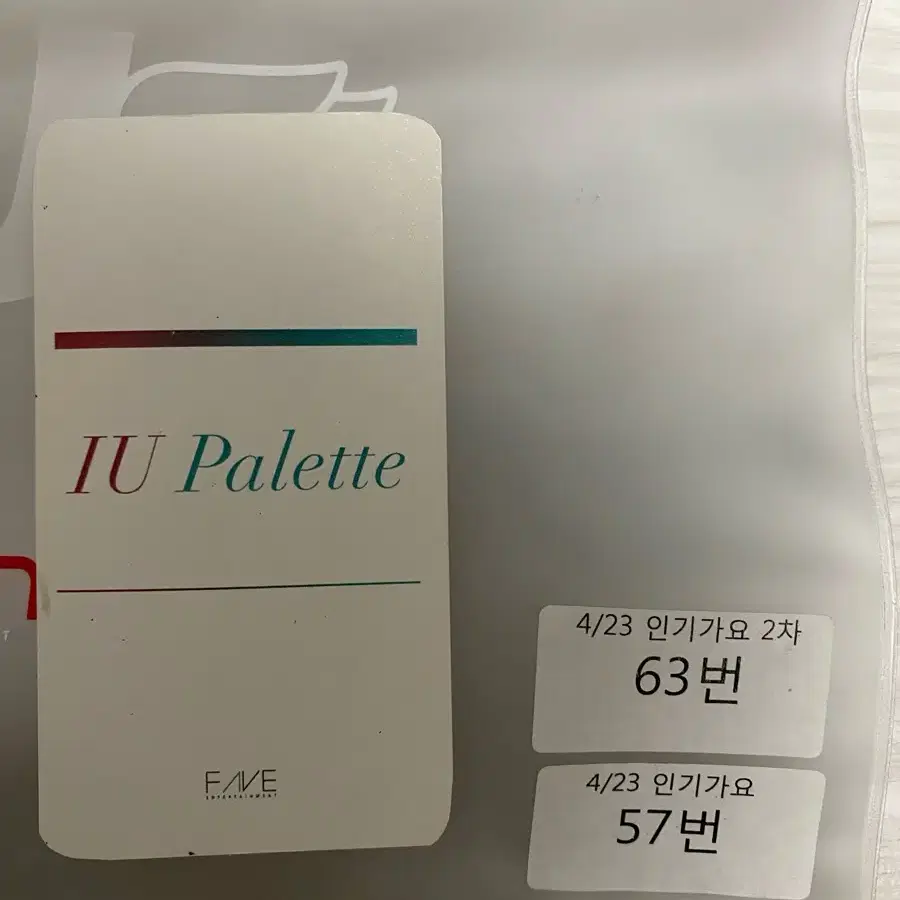 IU Palette
FAVE
ENTERTAINMENT
4/23 인기가요 2차
63번
4/23 인기가요
57번